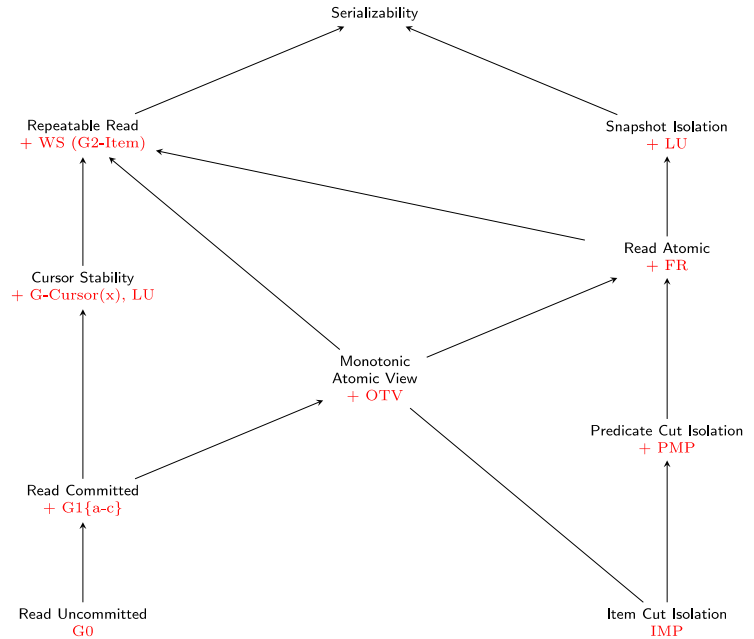 Serializability
Repeatable Read
+ WS (G2-Item)
Snapshot Isolation
+ LU
Read Atomic
+ FR
Cursor Stability
+ G-Cursor(x), LU
Monotonic
Atomic View
+ OTV
Predicate Cut Isolation
+ PMP
Read Committed
+ G1{a-c}
Read Uncommitted
G0
Item Cut Isolation
IMP